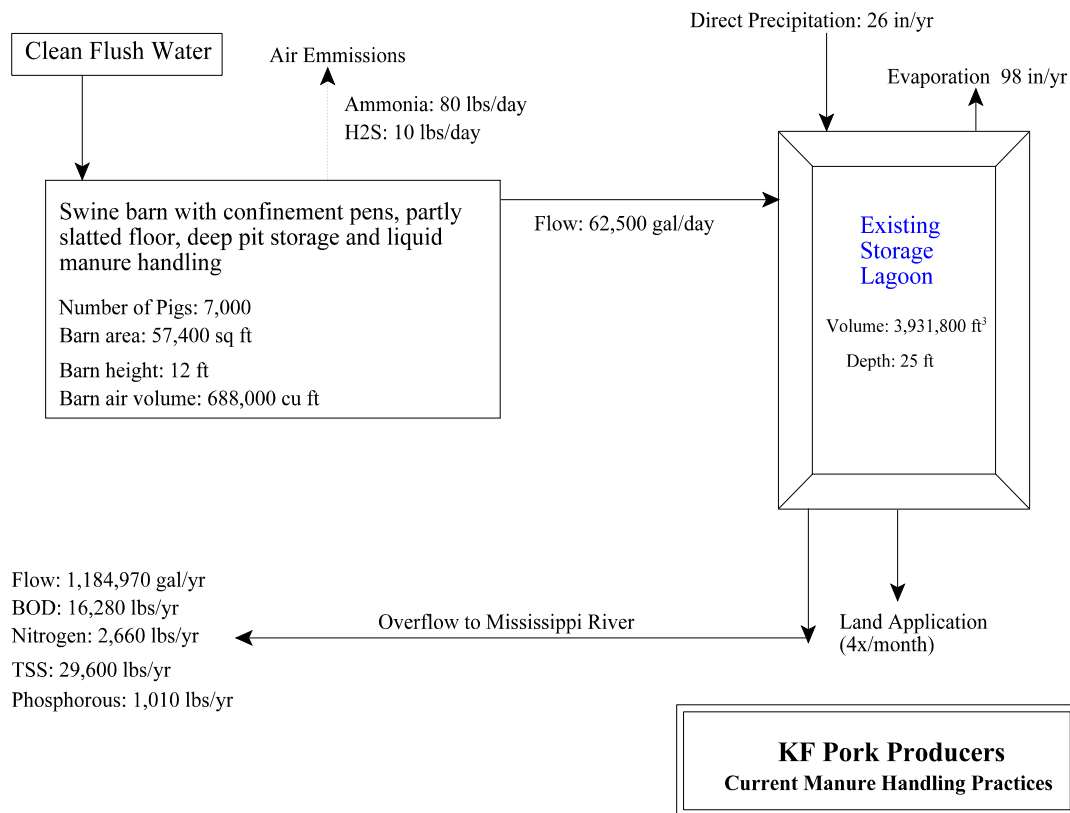 Direct Precipitation: 26 in/yr
Clean Flush Water
Air Emmissions
Evaporation 98 in/yr
Ammonia: 80 lbs/day
H2S: 10 lbs/day
Swine barn with confinement pens, partly
slatted floor, deep pit storage and liquid
manure handling
Number of Pigs: 7,000
Barn area: 57,400 sq ft
Barn height: 12 ft
Barn air volume: 688,000 cu ft
Flow: 62,500 gal/day
Existing
Storage
Lagoon
Volume: 3,931,800 ft³
Depth: 25 ft
Flow: 1,184,970 gal/yr
BOD: 16,280 lbs/yr
Nitrogen: 2,660 lbs/yr
TSS: 29,600 lbs/yr
Phosphorous: 1,010 lbs/yr
Overflow to Mississippi River
Land Application
(4x/month)
KF Pork Producers
Current Manure Handling Practices